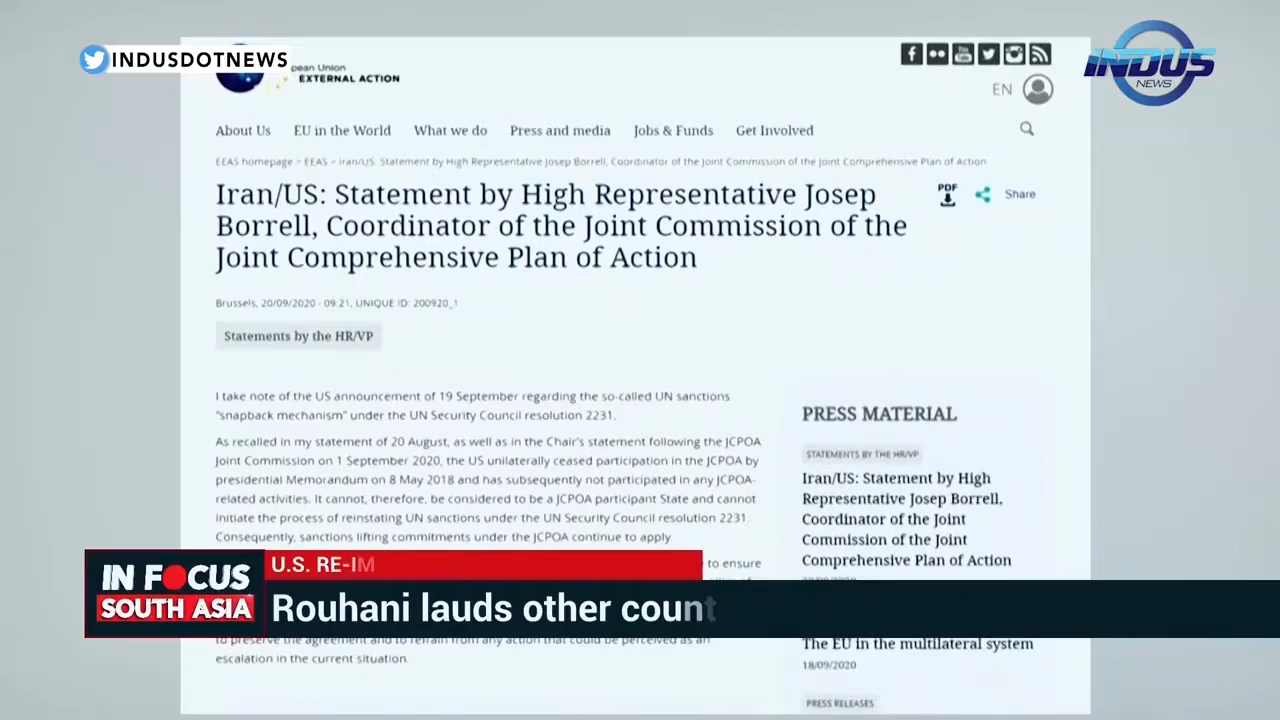 INDUSDOTNEWS
INDUS
NEWS
pean Union
EXTERNAL ACTION
EN
About Us EU in the World What we do Press and media Jobs & Funds Get Involved
EEAS homepage > EEAS > Iran/US: Statement by High Representative Josep Borrell, Coordinator of the Joint Commission of the Joint Comprehensive Plan of Action
Iran/US: Statement by High Representative Josep
Borrell, Coordinator of the Joint Commission of the
Joint Comprehensive Plan of Action
PDF
Share
Brussels, 20/09/2020 - 09:21, UNIQUE ID: 200920_1
Statements by the HR/VP
I take note of the US announcement of 19 September regarding the so-called UN sanctions
"snapback mechanism" under the UN Security Council resolution 2231.
As recalled in my statement of 20 August, as well as in the Chair's statement following the JCPOA
Joint Commission on 1 September 2020, the US unilaterally ceased participation in the JCPOA by
presidential Memorandum on 8 May 2018 and has subsequently not participated in any JCPOA-
related activities. It cannot, therefore, be considered to be a JCPOA participant State and cannot
initiate the process of reinstating UN sanctions under the UN Security Council resolution 2231.
Consequently, sanctions lifting commitments under the JCPOA continue to apply.
to ensure
to preserve the agreement and to refrain from any action that could be perceived as an
escalation in the current situation.
PRESS MATERIAL
STATEMENTS BY THE HR/VP
Iran/US: Statement by High
Representative Josep Borrell,
Coordinator of the Joint
Commission of the Joint
Comprehensive Plan of Action
The EU in the multilateral system
18/09/2020
PRESS RELEASES
IN FOCUS
SOUTH ASIA
U.S. RE-IM
Rouhani lauds other count